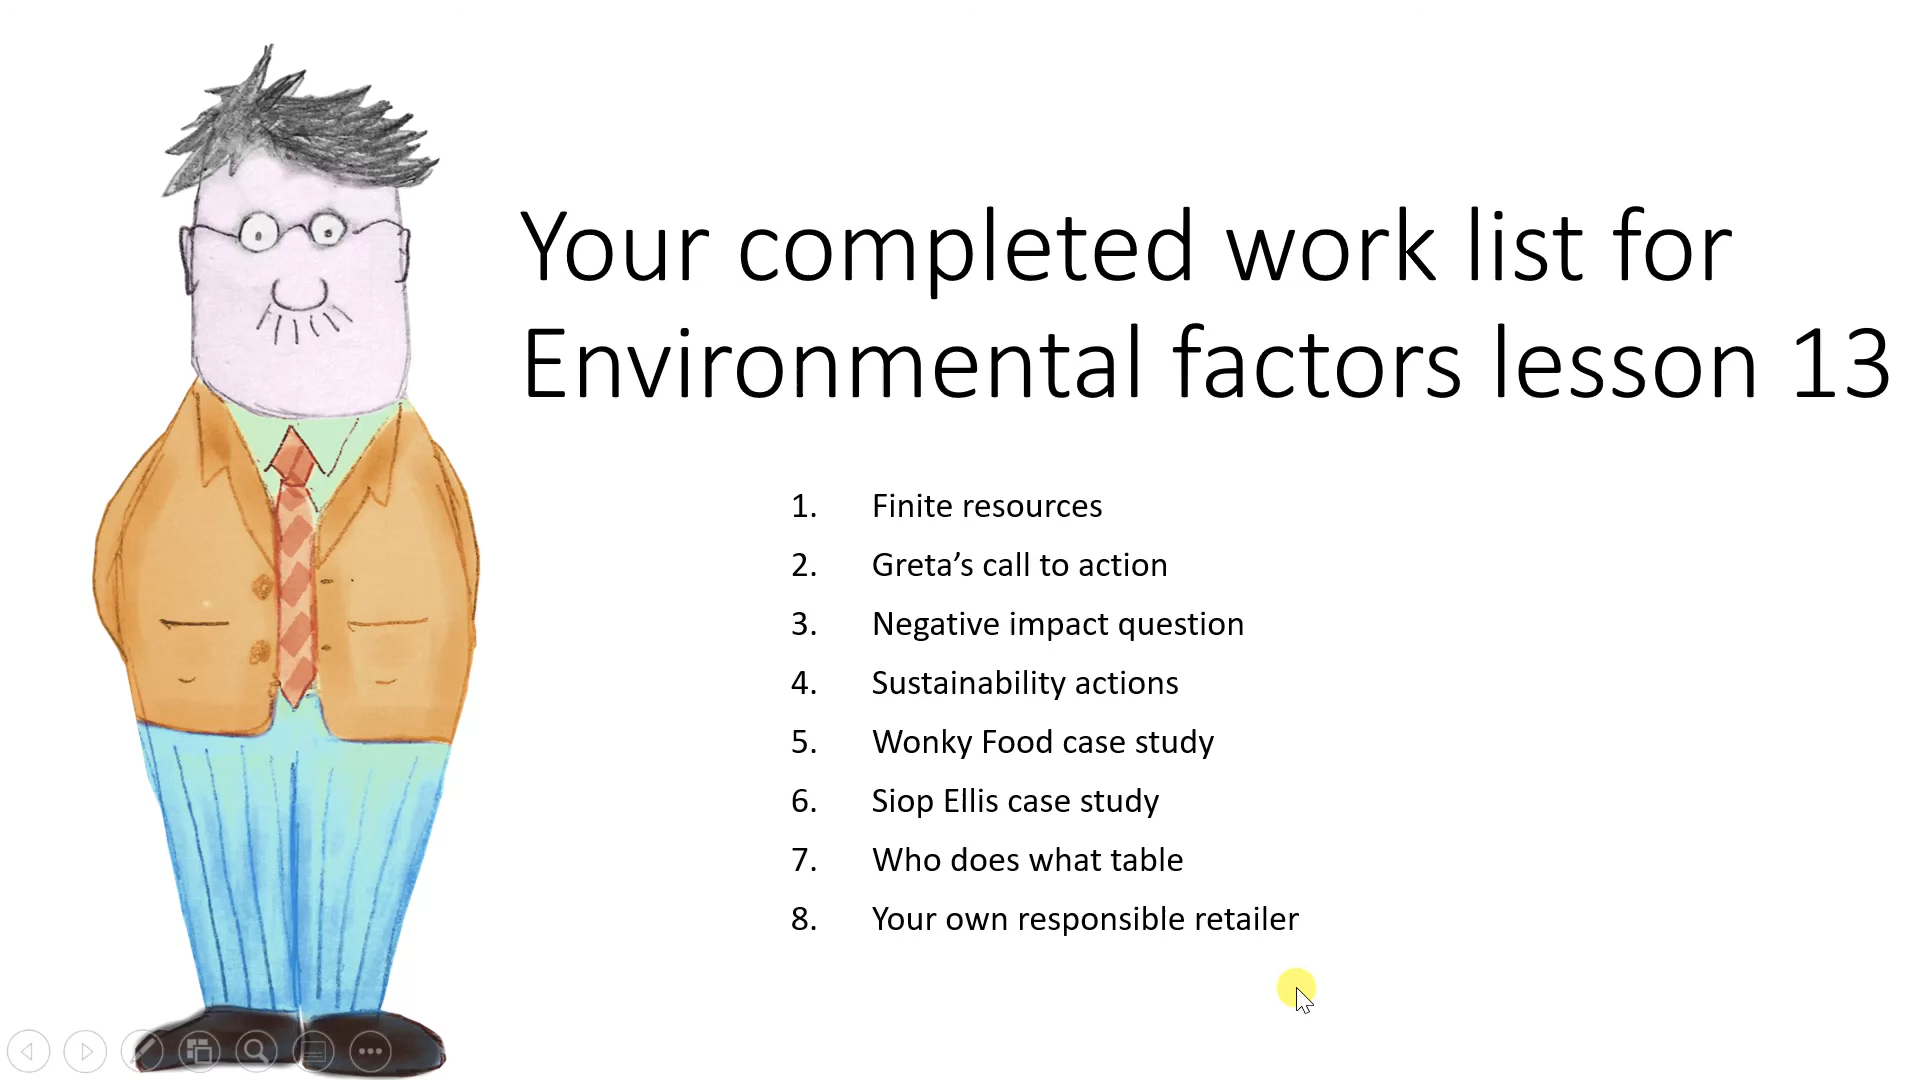 Your completed work list for
Environmental factors lesson 13
1. Finite resources
2. Greta’s call to action
3. Negative impact question
4. Sustainability actions
5. Wonky Food case study
6. Siop Ellis case study
7. Who does what table
8. Your own responsible retailer